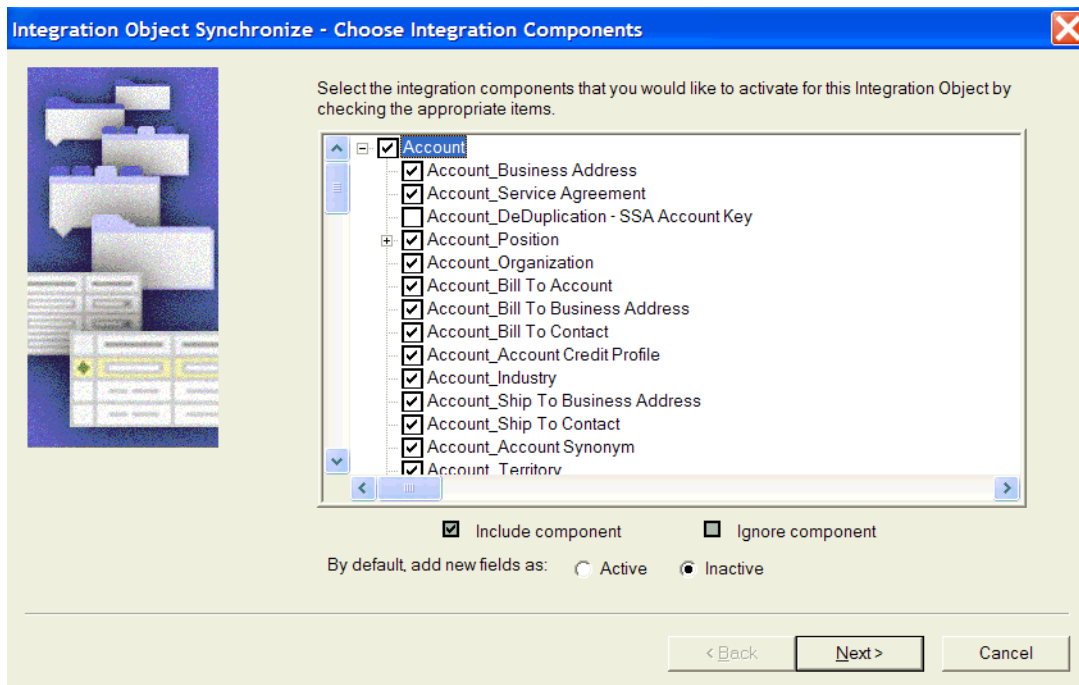 Integration Object Synchronize - Choose Integration Components
Select the integration components that you would like to activate for this Integration Object by
checking the appropriate items.
Account
Account_Business Address
Account_Service Agreement
Account_DeDuplication - SSA Account Key
Account_Position
Account_Organization
Account_Bill To Account
Account_Bill To Business Address
Account_Bill To Contact
Account_Account Credit Profile
Account_Industry
Account_Ship To Business Address
Account_Ship To Contact
Account_Account Synonym
Account_Territory
Include component Ignore component
By default, add new fields as: Active Inactive
< Back Next > Cancel